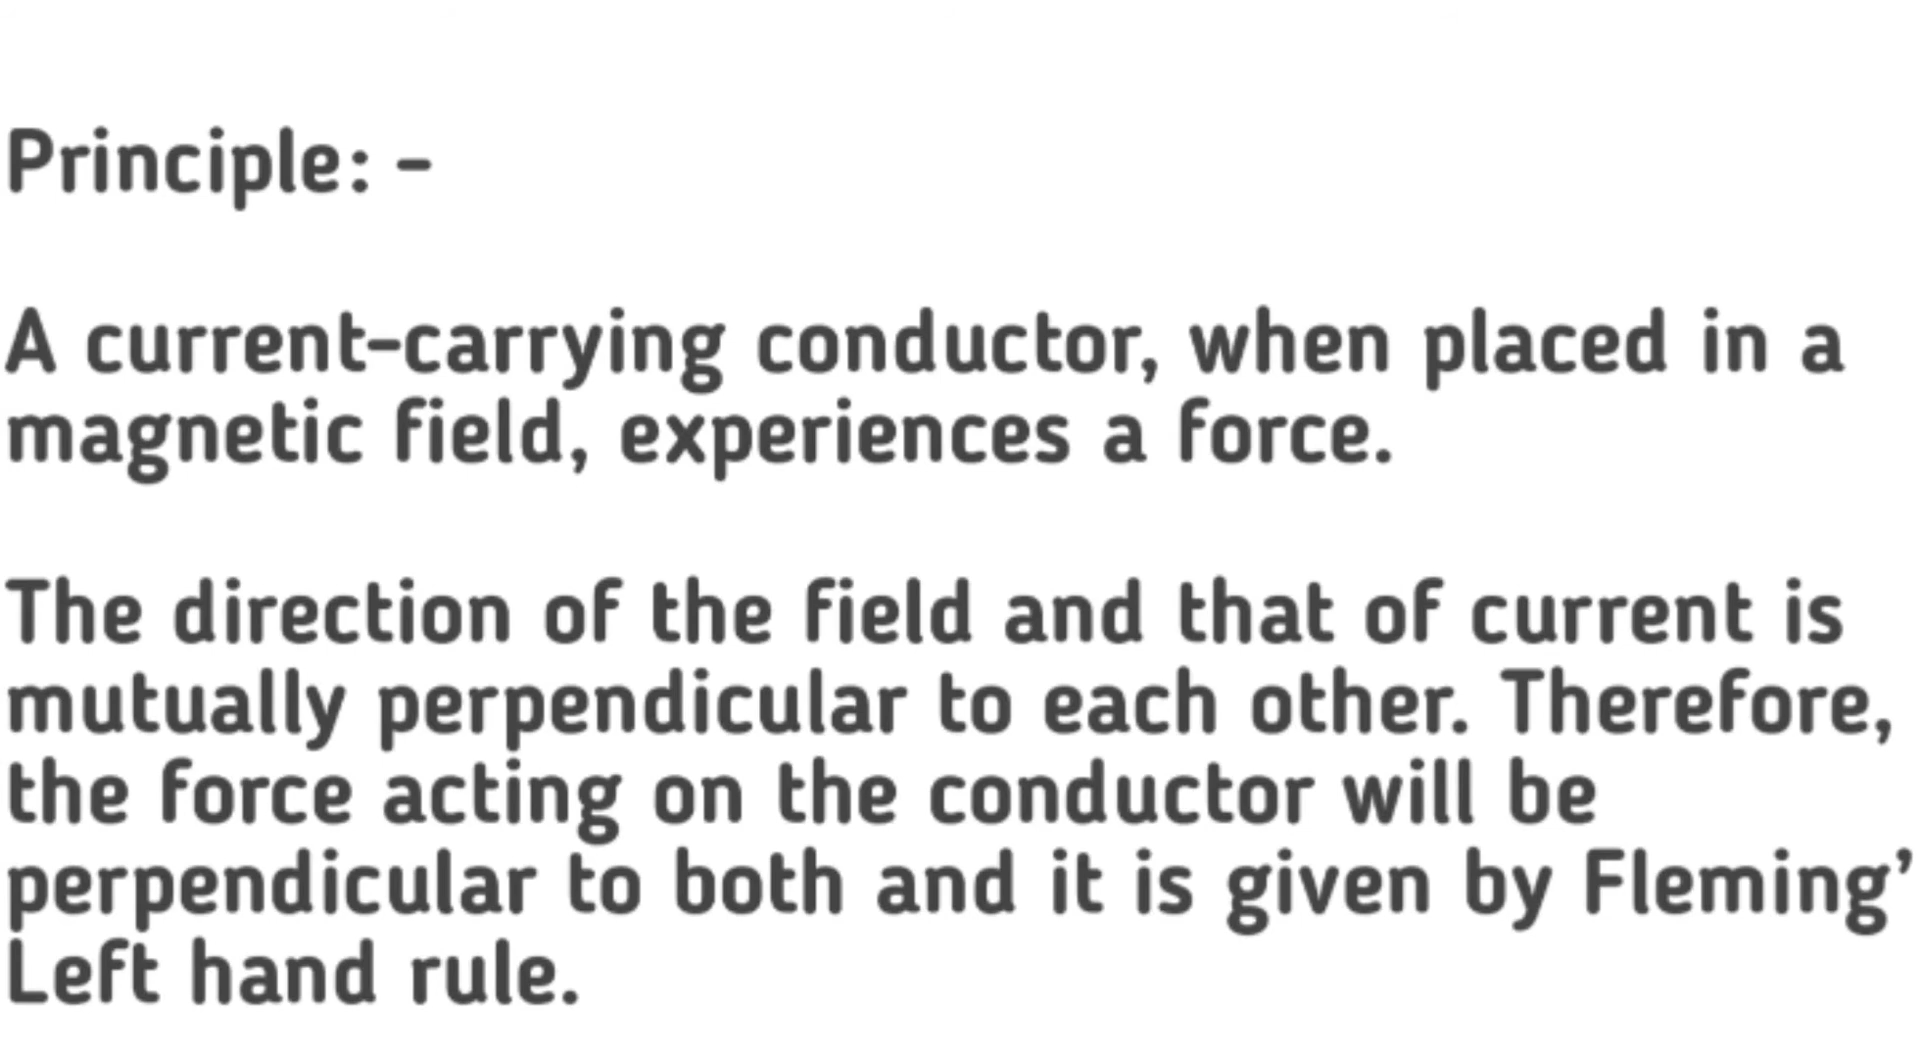 Principle: -
A current-carrying conductor, when placed in a
magnetic field, experiences a force.
The direction of the field and that of current is
mutually perpendicular to each other. Therefore,
the force acting on the conductor will be
perpendicular to both and it is given by Fleming’
Left hand rule.